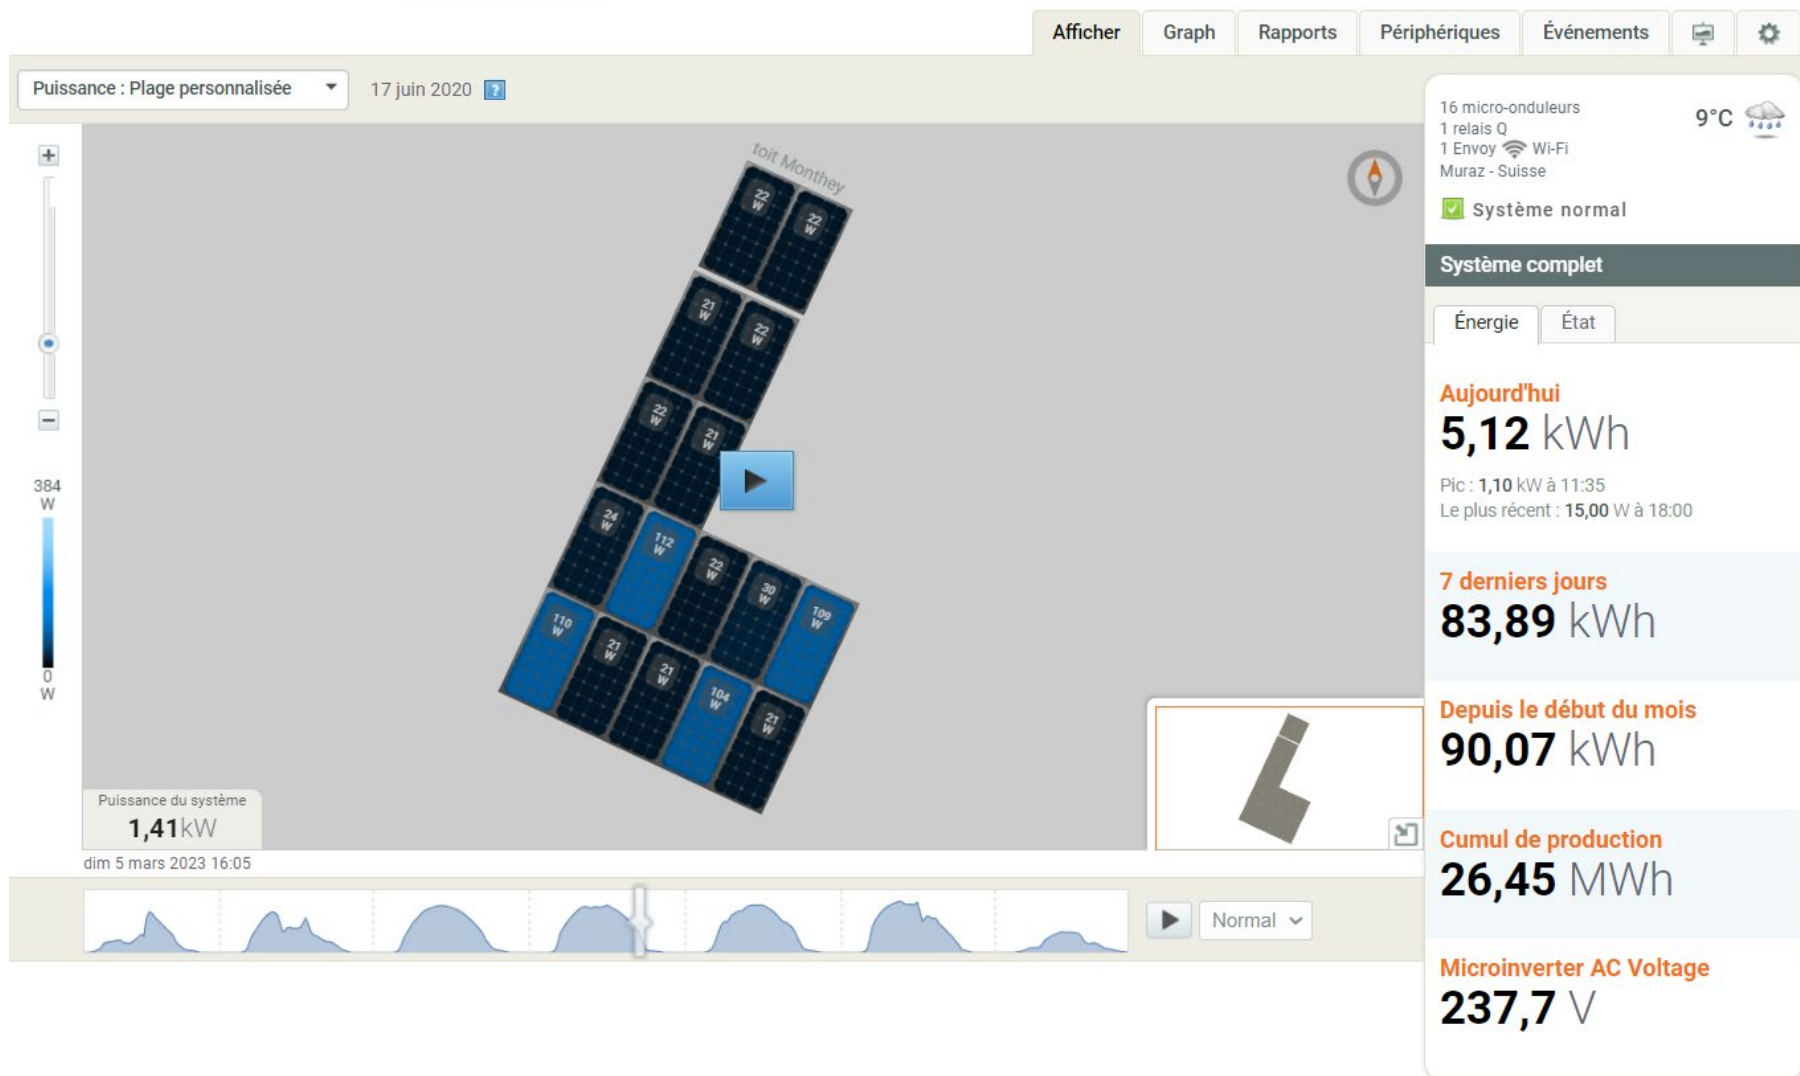 Afficher
Graph
Rapports
Périphériques
Événements
Puissance : Plage personnalisée
17 juin 2020
?
16 micro-onduleurs
1 relais Q
1 Envoy Wi-Fi
Muraz - Suisse
9°C
Système normal
Système complet
Énergie
État
Aujourd'hui
5,12 kWh
Pic : 1,10 kW à 11:35
Le plus récent : 15,00 W à 18:00
7 derniers jours
83,89 kWh
Depuis le début du mois
90,07 kWh
Cumul de production
26,45 MWh
Microinverter AC Voltage
237,7 V
384
W
0
W
toit Monthey
22
W
22
W
21
W
22
W
22
W
21
W
24
W
112
W
22
W
30
W
109
W
110
W
21
W
21
W
104
W
21
W
Puissance du système
1,41kW
dim 5 mars 2023 16:05
Normal